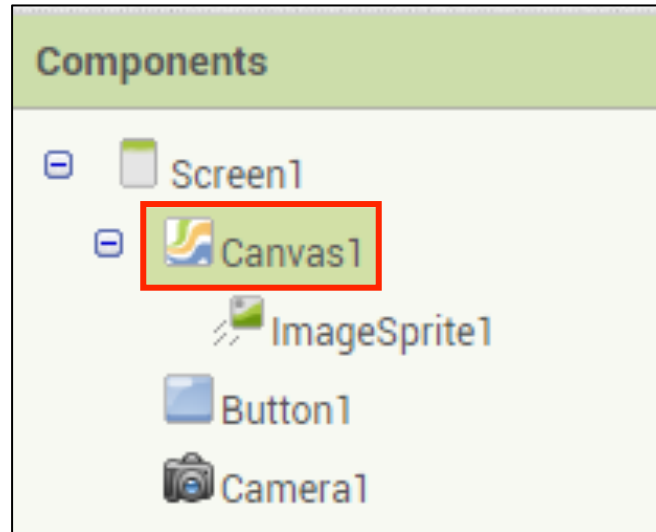 Components
Screen1
Canvas1
ImageSprite1
Button1
Camera1